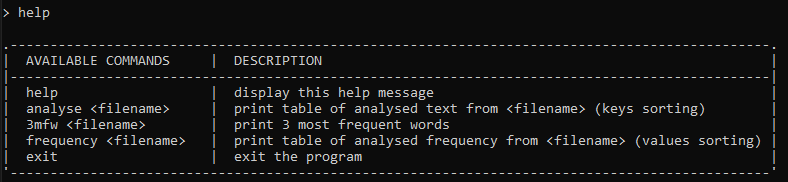 > help
.-----------------------------------------------------------------------------------------------.
|  AVAILABLE COMMANDS     |  DESCRIPTION                                                        |
|-----------------------------------------------------------------------------------------------|
|  help                   |  display this help message                                          |
|  analyse <filename>     |  print table of analysed text from <filename> (keys sorting)        |
|  3mfw <filename>        |  print 3 most frequent words                                        |
|  frequency <filename>   |  print table of analysed frequency from <filename> (values sorting) |
|  exit                   |  exit the program                                                   |
'-----------------------------------------------------------------------------------------------'